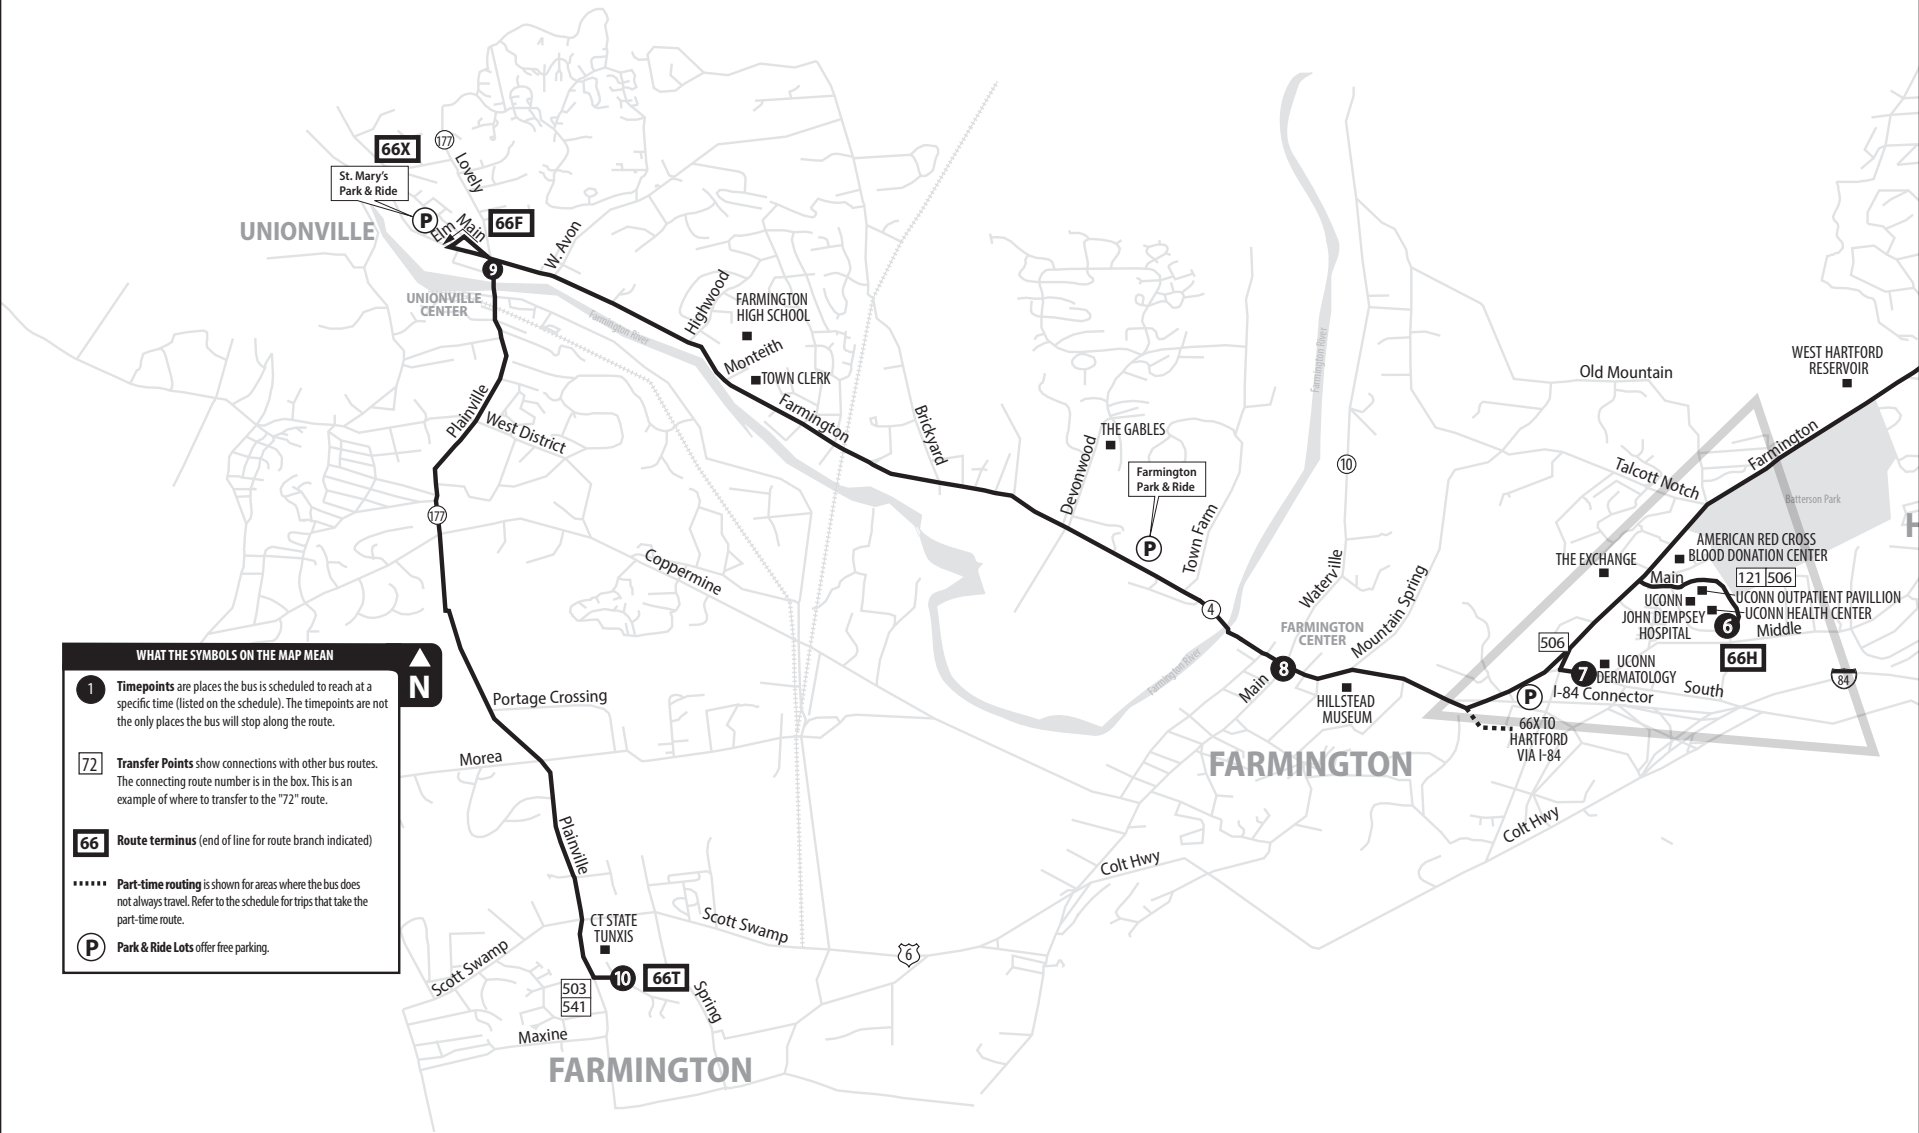 66X
177
Lovely
St. Mary's
Park & Ride
P
UNIONVILLE
Elm
Main
66F
W. Avon
9
UNIONVILLE
CENTER
Farmington River
Highwood
FARMINGTON
HIGH SCHOOL
Monteith
TOWN CLERK
Farmington
Brickyard
Plainville
West District
177
Coppermine
Devonwood
THE GABLES
Farmington
Park & Ride
P
Town Farm
4
Farmington River
10
Waterville
Mountain Spring
FARMINGTON
CENTER
8
Main
Farmington River
HILLSTEAD
MUSEUM
FARMINGTON
Old Mountain
WEST HARTFORD
RESERVOIR
Farmington
Talcott Notch
Batterson Park
H
AMERICAN RED CROSS
BLOOD DONATION CENTER
THE EXCHANGE
Main
121 506
UCONN OUTPATIENT PAVILLION
UCONN HEALTH CENTER
UCONN
JOHN DEMPSEY
HOSPITAL
6
Middle
66H
506
7
UCONN
DERMATOLOGY
I-84 Connector
South
84
P
66X TO
HARTFORD
VIA I-84
Colt Hwy
Colt Hwy
WHAT THE SYMBOLS ON THE MAP MEAN
N
1
Timepoints are places the bus is scheduled to reach at a
specific time (listed on the schedule). The timepoints are not
the only places the bus will stop along the route.
72
Transfer Points show connections with other bus routes.
The connecting route number is in the box. This is an
example of where to transfer to the "72" route.
66
Route terminus (end of line for route branch indicated)
Part-time routing is shown for areas where the bus does
not always travel. Refer to the schedule for trips that take the
part-time route.
P
Park & Ride Lots offer free parking.
Portage Crossing
Morea
Plainville
CT STATE
TUNXIS
Scott Swamp
Scott Swamp
6
10
66T
503
541
Spring
Maxine
FARMINGTON